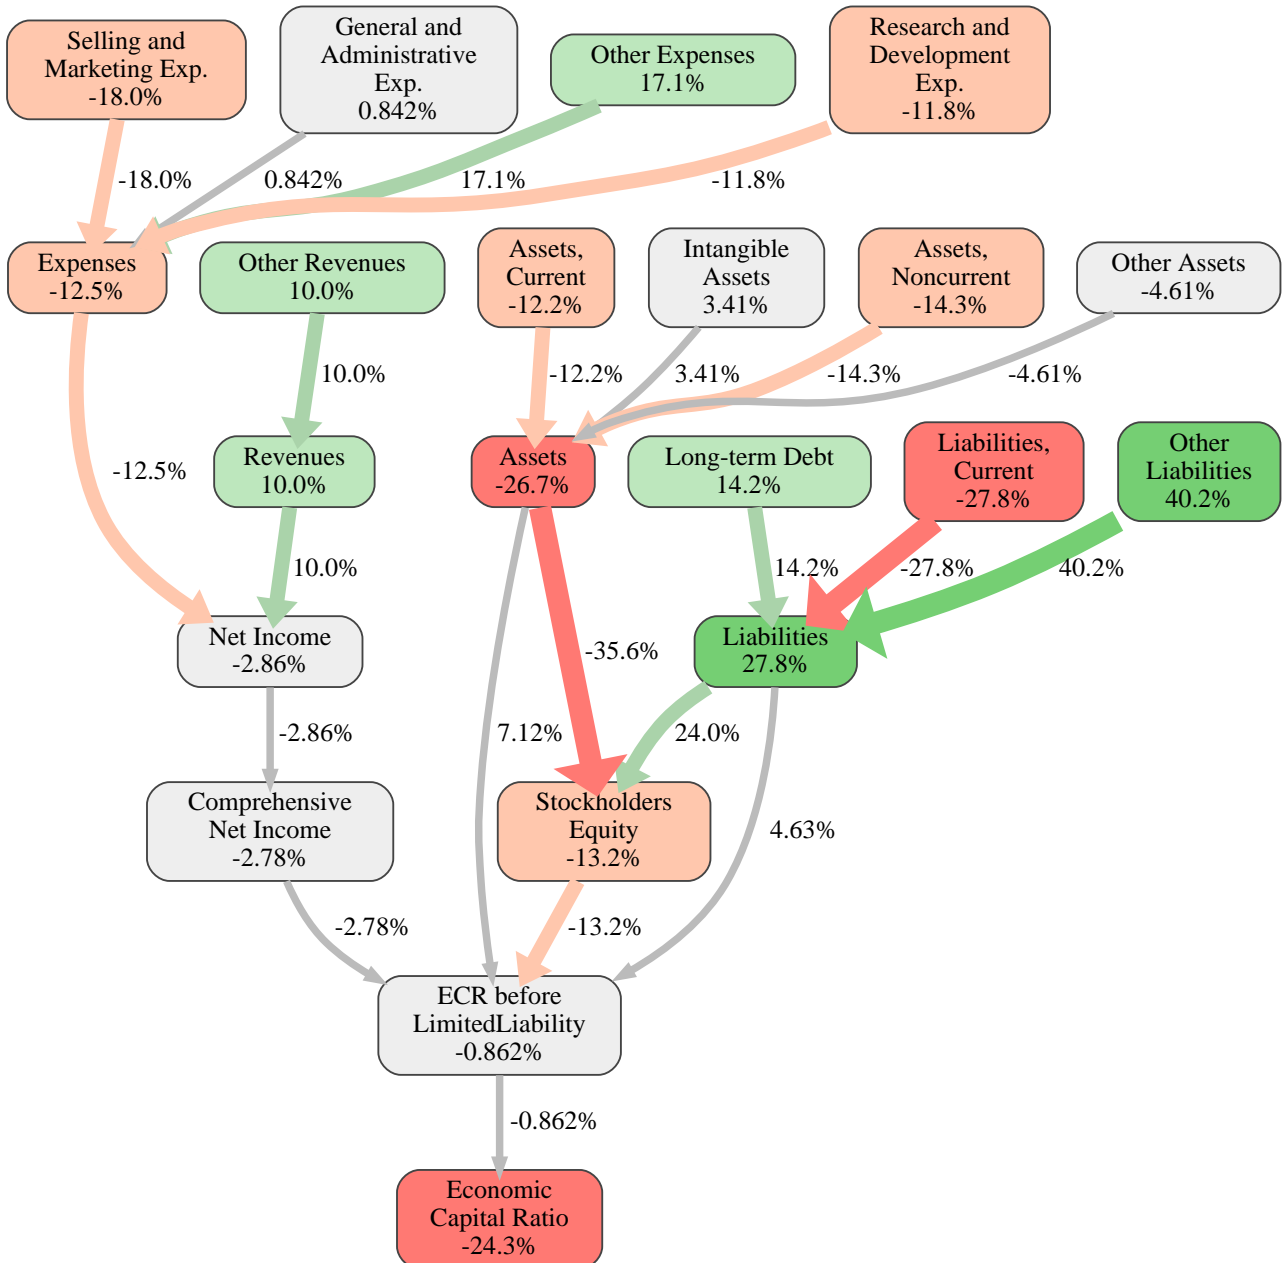 Selling and
Marketing Exp.
-18.0%
General and
Administrative
Exp.
0.842%
Other Expenses
17.1%
Research and
Development
Exp.
-11.8%
-18.0%
0.842%
17.1%
-11.8%
Expenses
-12.5%
Other Revenues
10.0%
Assets,
Current
-12.2%
Intangible
Assets
3.41%
Assets,
Noncurrent
-14.3%
Other Assets
-4.61%
10.0%
-12.2%
3.41%
-14.3%
-4.61%
-12.5%
Revenues
10.0%
Assets
-26.7%
Long-term Debt
14.2%
Liabilities,
Current
-27.8%
Other
Liabilities
40.2%
10.0%
14.2%
-27.8%
40.2%
Net Income
-2.86%
-35.6%
Liabilities
27.8%
-2.86%
7.12%
24.0%
Comprehensive
Net Income
-2.78%
Stockholders
Equity
-13.2%
4.63%
-2.78%
-13.2%
ECR before
LimitedLiability
-0.862%
-0.862%
Economic
Capital Ratio
-24.3%